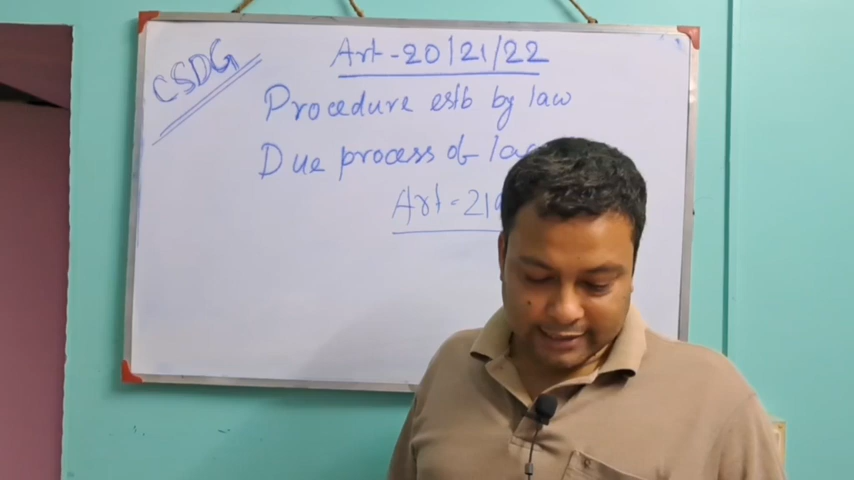 CSDG
Art - 20/21/22
Procedure estb by law
Due process of
Art - 21